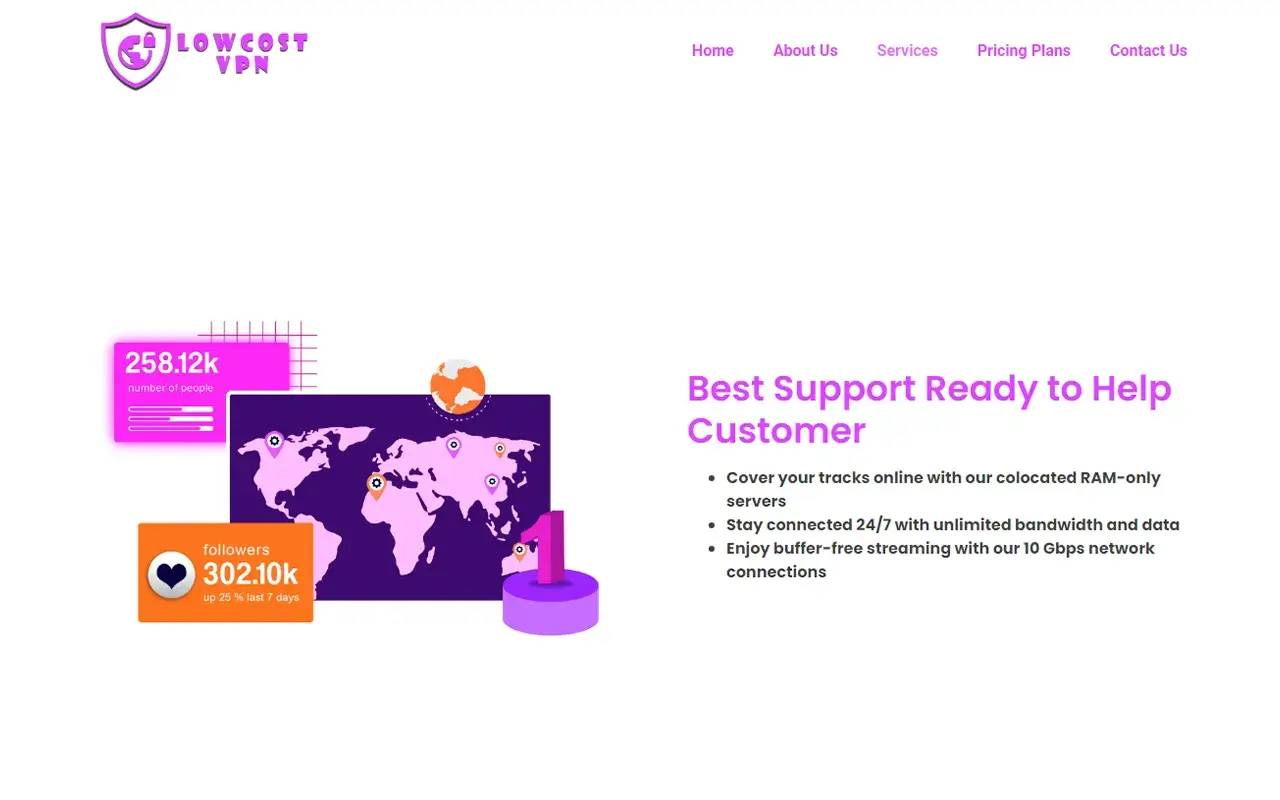 LOWCOST
VPN
Home
About Us
Services
Pricing Plans
Contact Us
258.12k
number of people
followers
302.10k
up 25 % last 7 days
1
Best Support Ready to Help
Customer
Cover your tracks online with our colocated RAM-only
servers
Stay connected 24/7 with unlimited bandwidth and data
Enjoy buffer-free streaming with our 10 Gbps network
connections